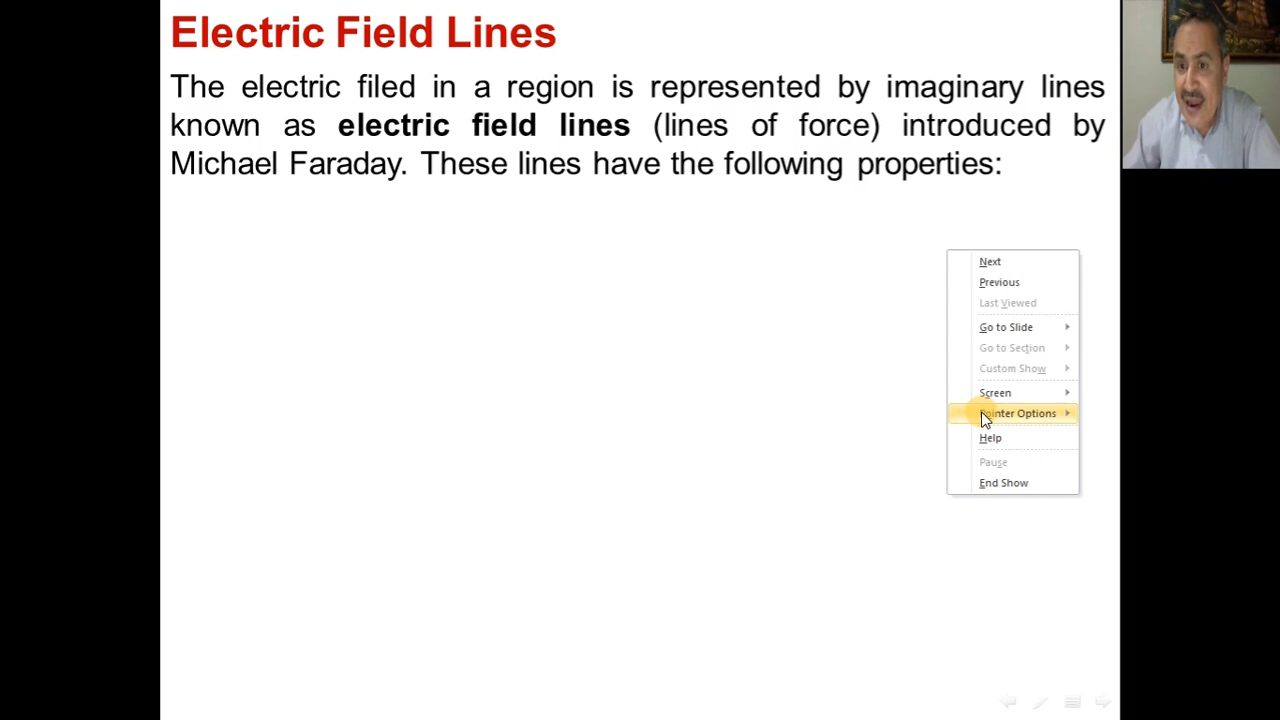 Electric Field Lines
The electric filed in a region is represented by imaginary lines
known as electric field lines (lines of force) introduced by
Michael Faraday. These lines have the following properties:
Next
Previous
Last Viewed
Go to Slide
Go to Section
Custom Show
Screen
Pointer Options
Help
Pause
End Show